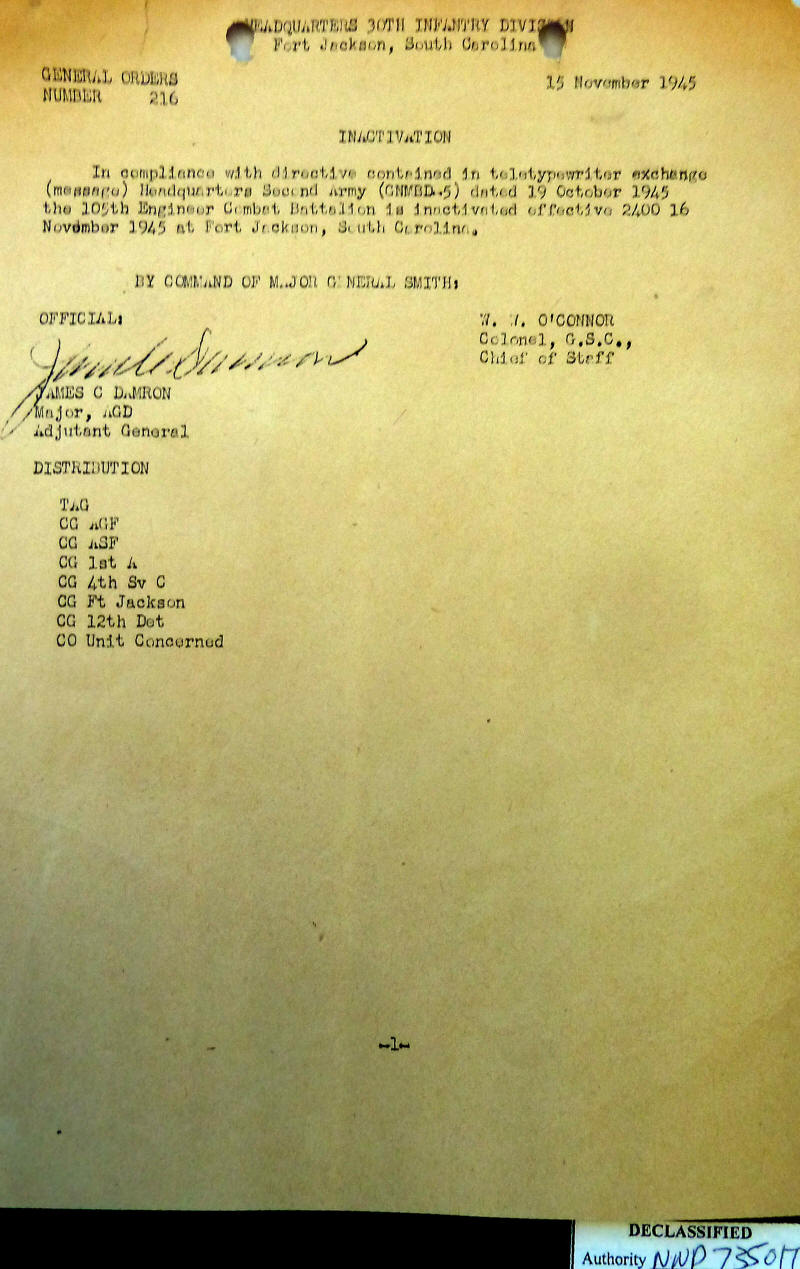 HEADQUARTERS 30TH INFANTRY DIVISION
Fort Jackson, South Carolina
GENERAL ORDERS
NUMBER 216
15 November 1945
INACTIVATION
In compliance with directive contained in teletypewriter exchange
(message) Headquarters Second Army (GNMBD-5) dated 19 October 1945
the 105th Engineer Combat Battalion is inactivated effective 2400 16
November 1945 at Fort Jackson, South Carolina.
BY COMMAND OF MAJOR GENERAL SMITH:
OFFICIAL:
W. W. O'CONNOR
Colonel, G.S.C.,
Chief of Staff
JAMES C DAMRON
Major, AGD
Adjutant General
DISTRIBUTION
TAG
CG AGF
CG ASF
CG 1st A
CG 4th Sv C
CG Ft Jackson
CG 12th Det
CO Unit Concerned
-1-
DECLASSIFIED
Authority NND 735017